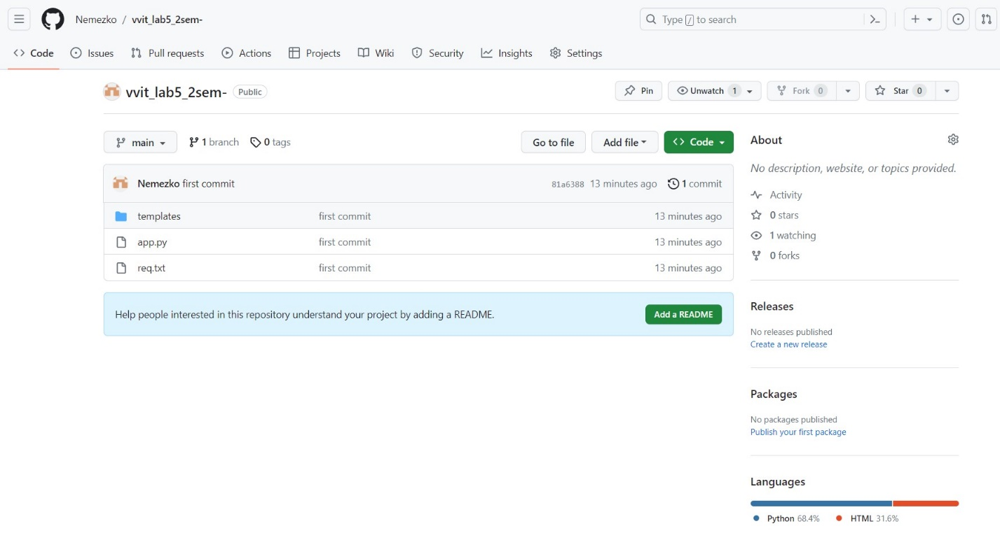 Nemezko / vvit_lab5_2sem-
Type / to search
Code Issues Pull requests Actions Projects Wiki Security Insights Settings
vvit_lab5_2sem- Public
Pin Unwatch 1 Fork 0 Star 0
main 1 branch 0 tags Go to file Add file Code
Nemezko first commit 81a6388 13 minutes ago 1 commit
templates first commit 13 minutes ago
app.py first commit 13 minutes ago
req.txt first commit 13 minutes ago
Help people interested in this repository understand your project by adding a README. Add a README
About
No description, website, or topics provided.
Activity
0 stars
1 watching
0 forks
Releases
No releases published
Create a new release
Packages
No packages published
Publish your first package
Languages
Python 68.4% HTML 31.6%